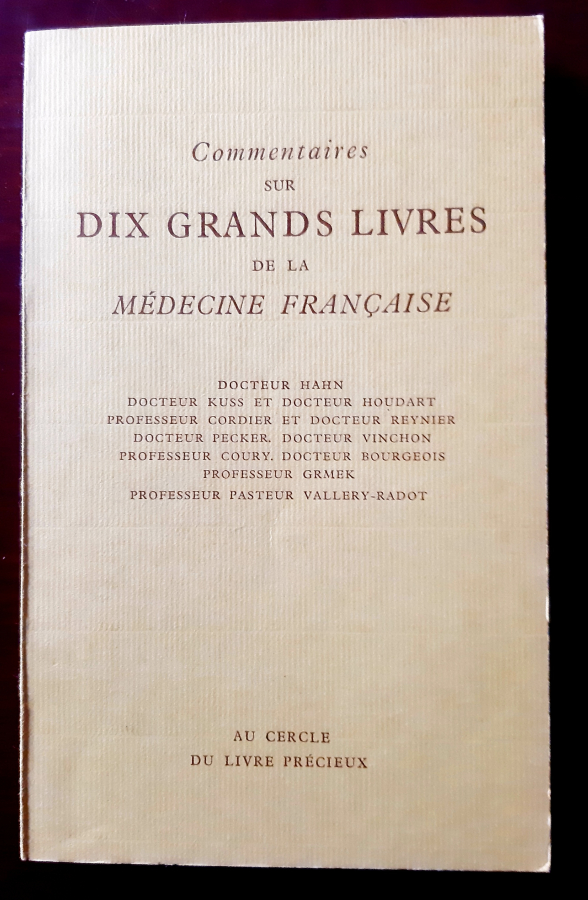 Commentaires
SUR
DIX GRANDS LIVRES
DE LA
MÉDECINE FRANÇAISE
DOCTEUR HAHN
DOCTEUR KUSS ET DOCTEUR HOUDART
PROFESSEUR CORDIER ET DOCTEUR REYNIER
DOCTEUR PECKER. DOCTEUR VINCHON
PROFESSEUR COURY. DOCTEUR BOURGEOIS
PROFESSEUR GRMEK
PROFESSEUR PASTEUR VALLERY-RADOT
AU CERCLE
DU LIVRE PRÉCIEUX